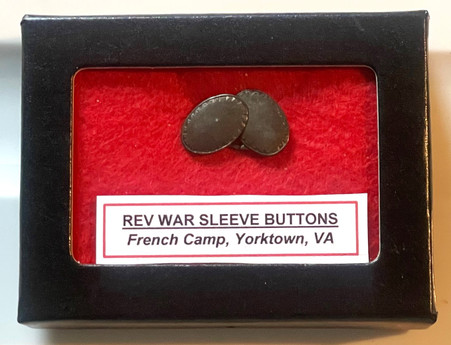 REV WAR SLEEVE BUTTONS
French Camp, Yorktown, VA